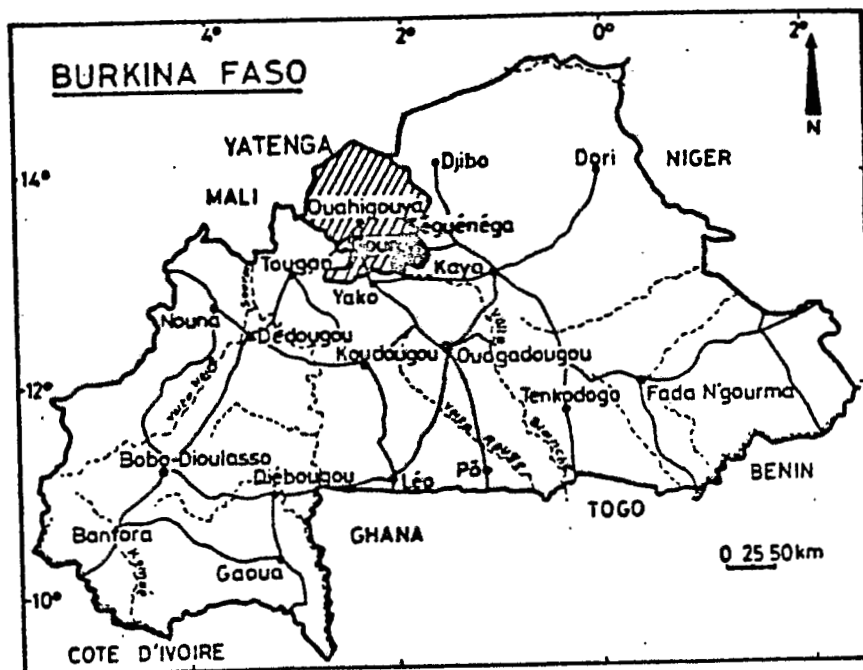 4° 2° 0° 2°
BURKINA FASO
N
YATENGA
Djibo
Dori
NIGER
14°
MALI
Ouahigouya
Séguénéga
Tougan
Kaya
Yako
Nouna
Dédougou
Koudougou
Ouagadougou
12°
Tenkodogo
Fada N'gourma
Bobo-Dioulasso
Diébougou
Léo
Pô
BENIN
TOGO
Banfora
GHANA
0 25 50km
Gaoua
10°
COTE D'IVOIRE